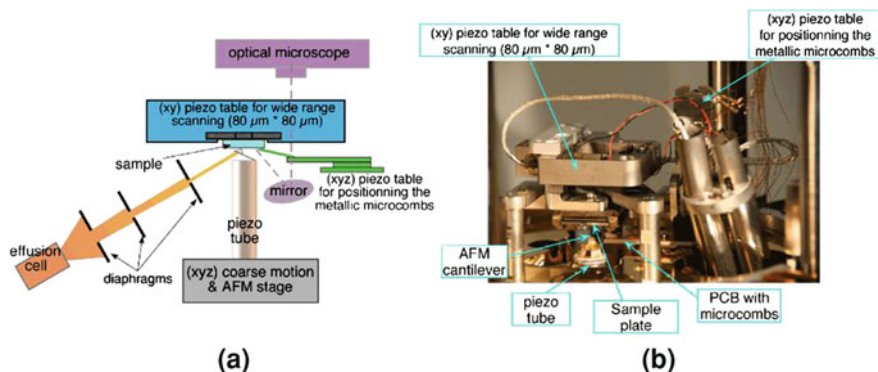 optical microscope
(xy) piezo table for wide range
scanning (80 µm * 80 µm)
sample
mirror
(xyz) piezo table
for positionning the
metallic microcombs
piezo
tube
effusion
cell
diaphragms
(xyz) coarse motion
& AFM stage
(a)
(xy) piezo table for wide range
scanning (80 µm * 80 µm)
(xyz) piezo table
for positionning the
metallic microcombs
AFM
cantilever
piezo
tube
Sample
plate
PCB with
microcombs
(b)